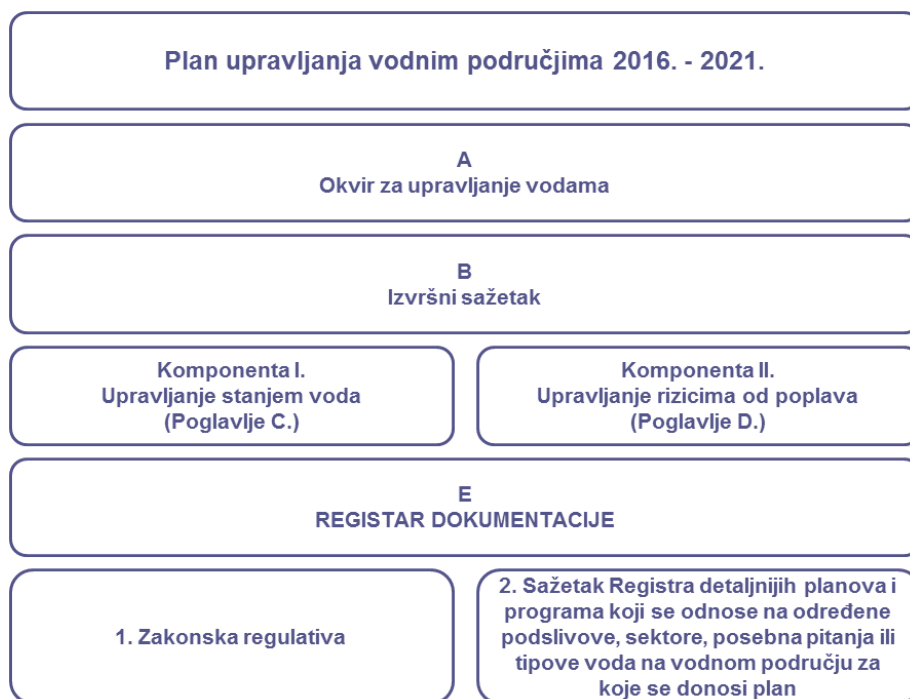 Plan upravljanja vodnim područjima 2016. - 2021.
A
Okvir za upravljanje vodama
B
Izvršni sažetak
Komponenta I.
Upravljanje stanjem voda
(Poglavlje C.)
Komponenta II.
Upravljanje rizicima od poplava
(Poglavlje D.)
E
REGISTAR DOKUMENTACIJE
1. Zakonska regulativa
2. Sažetak Registra detaljnijih planova i
programa koji se odnose na određene
podslivove, sektore, posebna pitanja ili
tipove voda na vodnom području za
koje se donosi plan